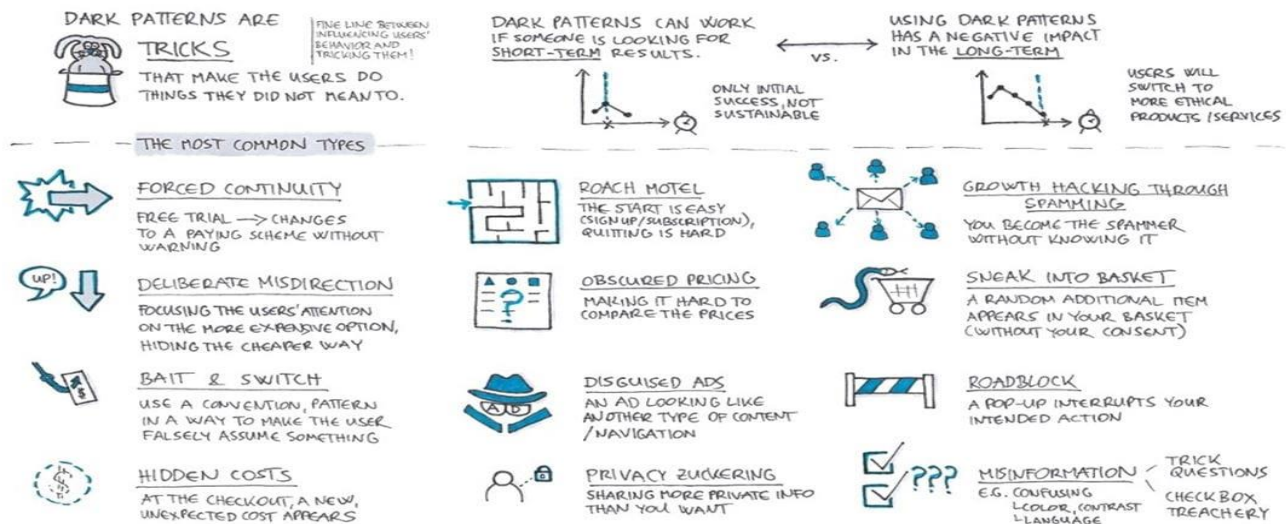 DARK PATTERNS ARE
TRICKS
THAT MAKE THE USERS DO
THINGS THEY DID NOT MEAN TO.
FINE LINE BETWEEN
INFLUENCING USERS'
BEHAVIOR AND
TRICKING THEM!
DARK PATTERNS CAN WORK
IF SOMEONE IS LOOKING FOR
SHORT-TERM RESULTS.
ONLY INITIAL
SUCCESS, NOT
SUSTAINABLE
VS.
USING DARK PATTERNS
HAS A NEGATIVE IMPACT
IN THE LONG-TERM
USERS WILL
SWITCH TO
MORE ETHICAL
PRODUCTS/SERVICES
THE MOST COMMON TYPES
FORCED CONTINUITY
FREE TRIAL → CHANGES
TO A PAYING SCHEME WITHOUT
WARNING
ROACH MOTEL
THE START IS EASY
(SIGNUP/SUBSCRIPTION),
QUITTING IS HARD
GROWTH HACKING THROUGH
SPAMMING
YOU BECOME THE SPAMMER
WITHOUT KNOWING IT
UP!
DELIBERATE MISDIRECTION
FOCUSING THE USERS' ATTENTION
ON THE MORE EXPENSIVE OPTION,
HIDING THE CHEAPER WAY
?
OBSCURED PRICING
MAKING IT HARD TO
COMPARE THE PRICES
SNEAK INTO BASKET
A RANDOM ADDITIONAL ITEM
APPEARS IN YOUR BASKET
(WITHOUT YOUR CONSENT)
BAIT & SWITCH
USE A CONVENTION, PATTERN
IN A WAY TO MAKE THE USER
FALSELY ASSUME SOMETHING
AD
DISGUISED ADS
AN AD LOOKING LIKE
ANOTHER TYPE OF CONTENT
/NAVIGATION
ROADBLOCK
A POP-UP INTERRUPTS YOUR
INTENDED ACTION
$
HIDDEN COSTS
AT THE CHECKOUT, A NEW,
UNEXPECTED COST APPEARS
PRIVACY ZUCKERING
SHARING MORE PRIVATE INFO
THAN YOU WANT
???
MISINFORMATION
E.G. CONFUSING
COLOR, CONTRAST
LANGUAGE
TRICK
QUESTIONS
CHECKBOX
TREACHERY